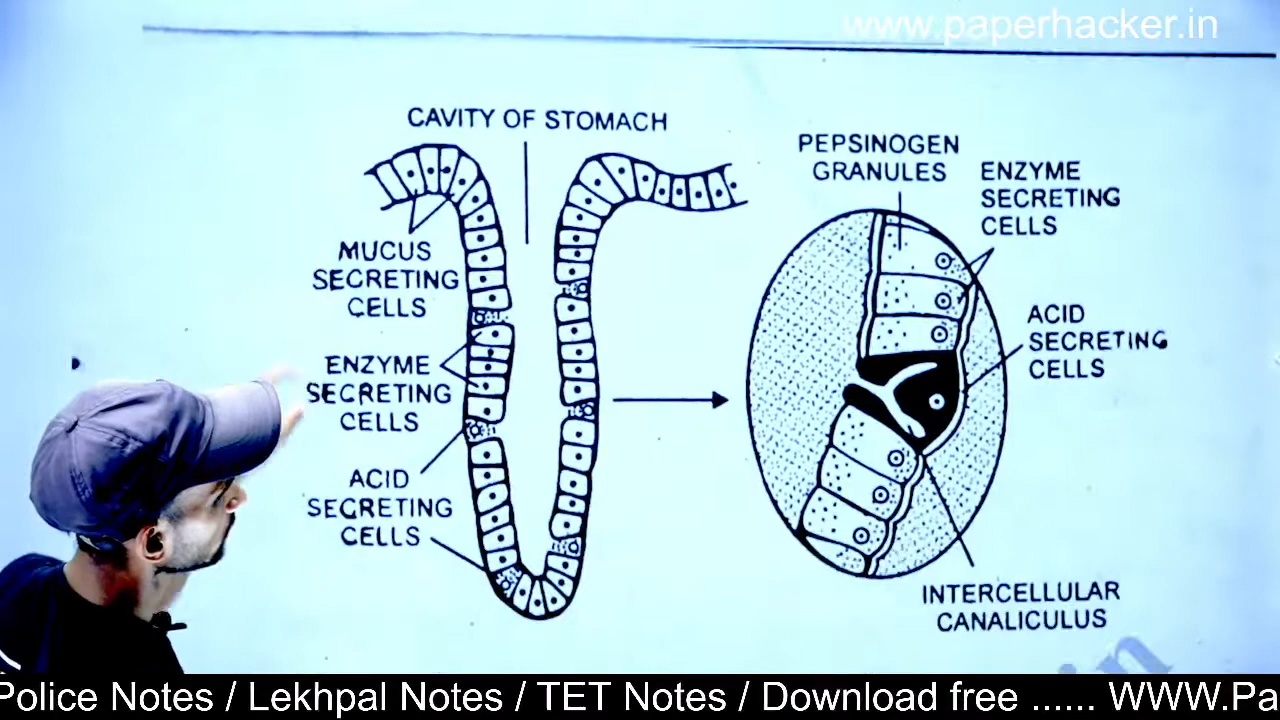 www.paperhacker.in
CAVITY OF STOMACH
MUCUS
SECRETING
CELLS
ENZYME
SECRETING
CELLS
ACID
SECRETING
CELLS
PEPSINOGEN
GRANULES
ENZYME
SECRETING
CELLS
ACID
SECRETING
CELLS
INTERCELLULAR
CANALICULUS
in
Police Notes / Lekhpal Notes / TET Notes / Download free ...... WWW.Pa